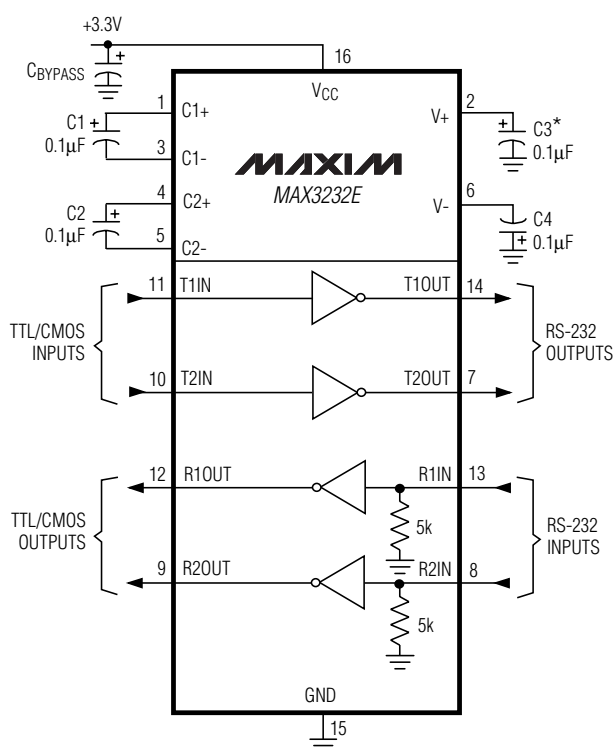 +3.3V
CBYPASS
16
VCC
1
C1+
C1
0.1μF
3
C1-
2
V+
C3*
0.1μF
MAXIM
MAX3232E
4
C2+
C2
0.1μF
5
C2-
6
V-
C4
0.1μF
11
T1IN
T1OUT
14
TTL/CMOS
INPUTS
RS-232
OUTPUTS
10
T2IN
T2OUT
7
12
R1OUT
R1IN
13
5k
TTL/CMOS
OUTPUTS
RS-232
INPUTS
9
R2OUT
R2IN
8
5k
GND
15